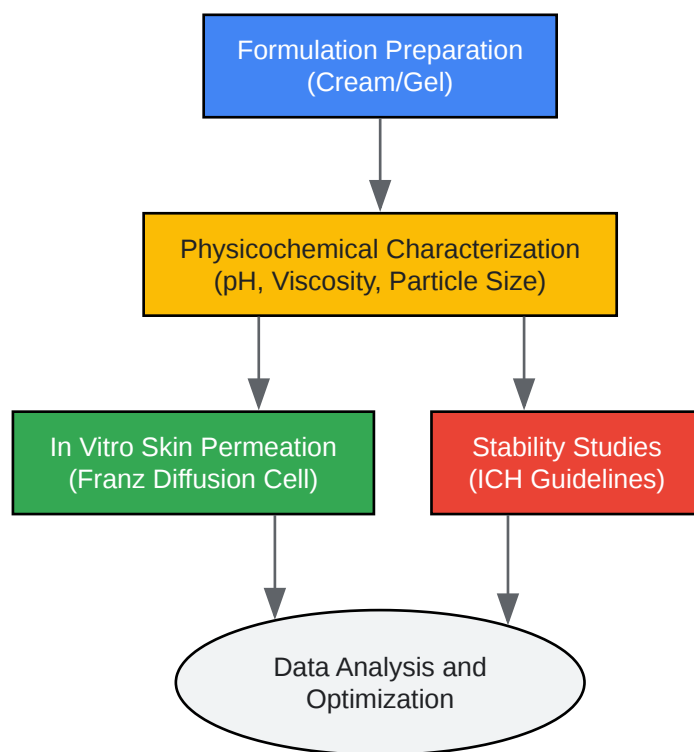 Formulation Preparation
(Cream/Gel)
Physicochemical Characterization
(pH, Viscosity, Particle Size)
In Vitro Skin Permeation
(Franz Diffusion Cell)
Stability Studies
(ICH Guidelines)
Data Analysis and
Optimization